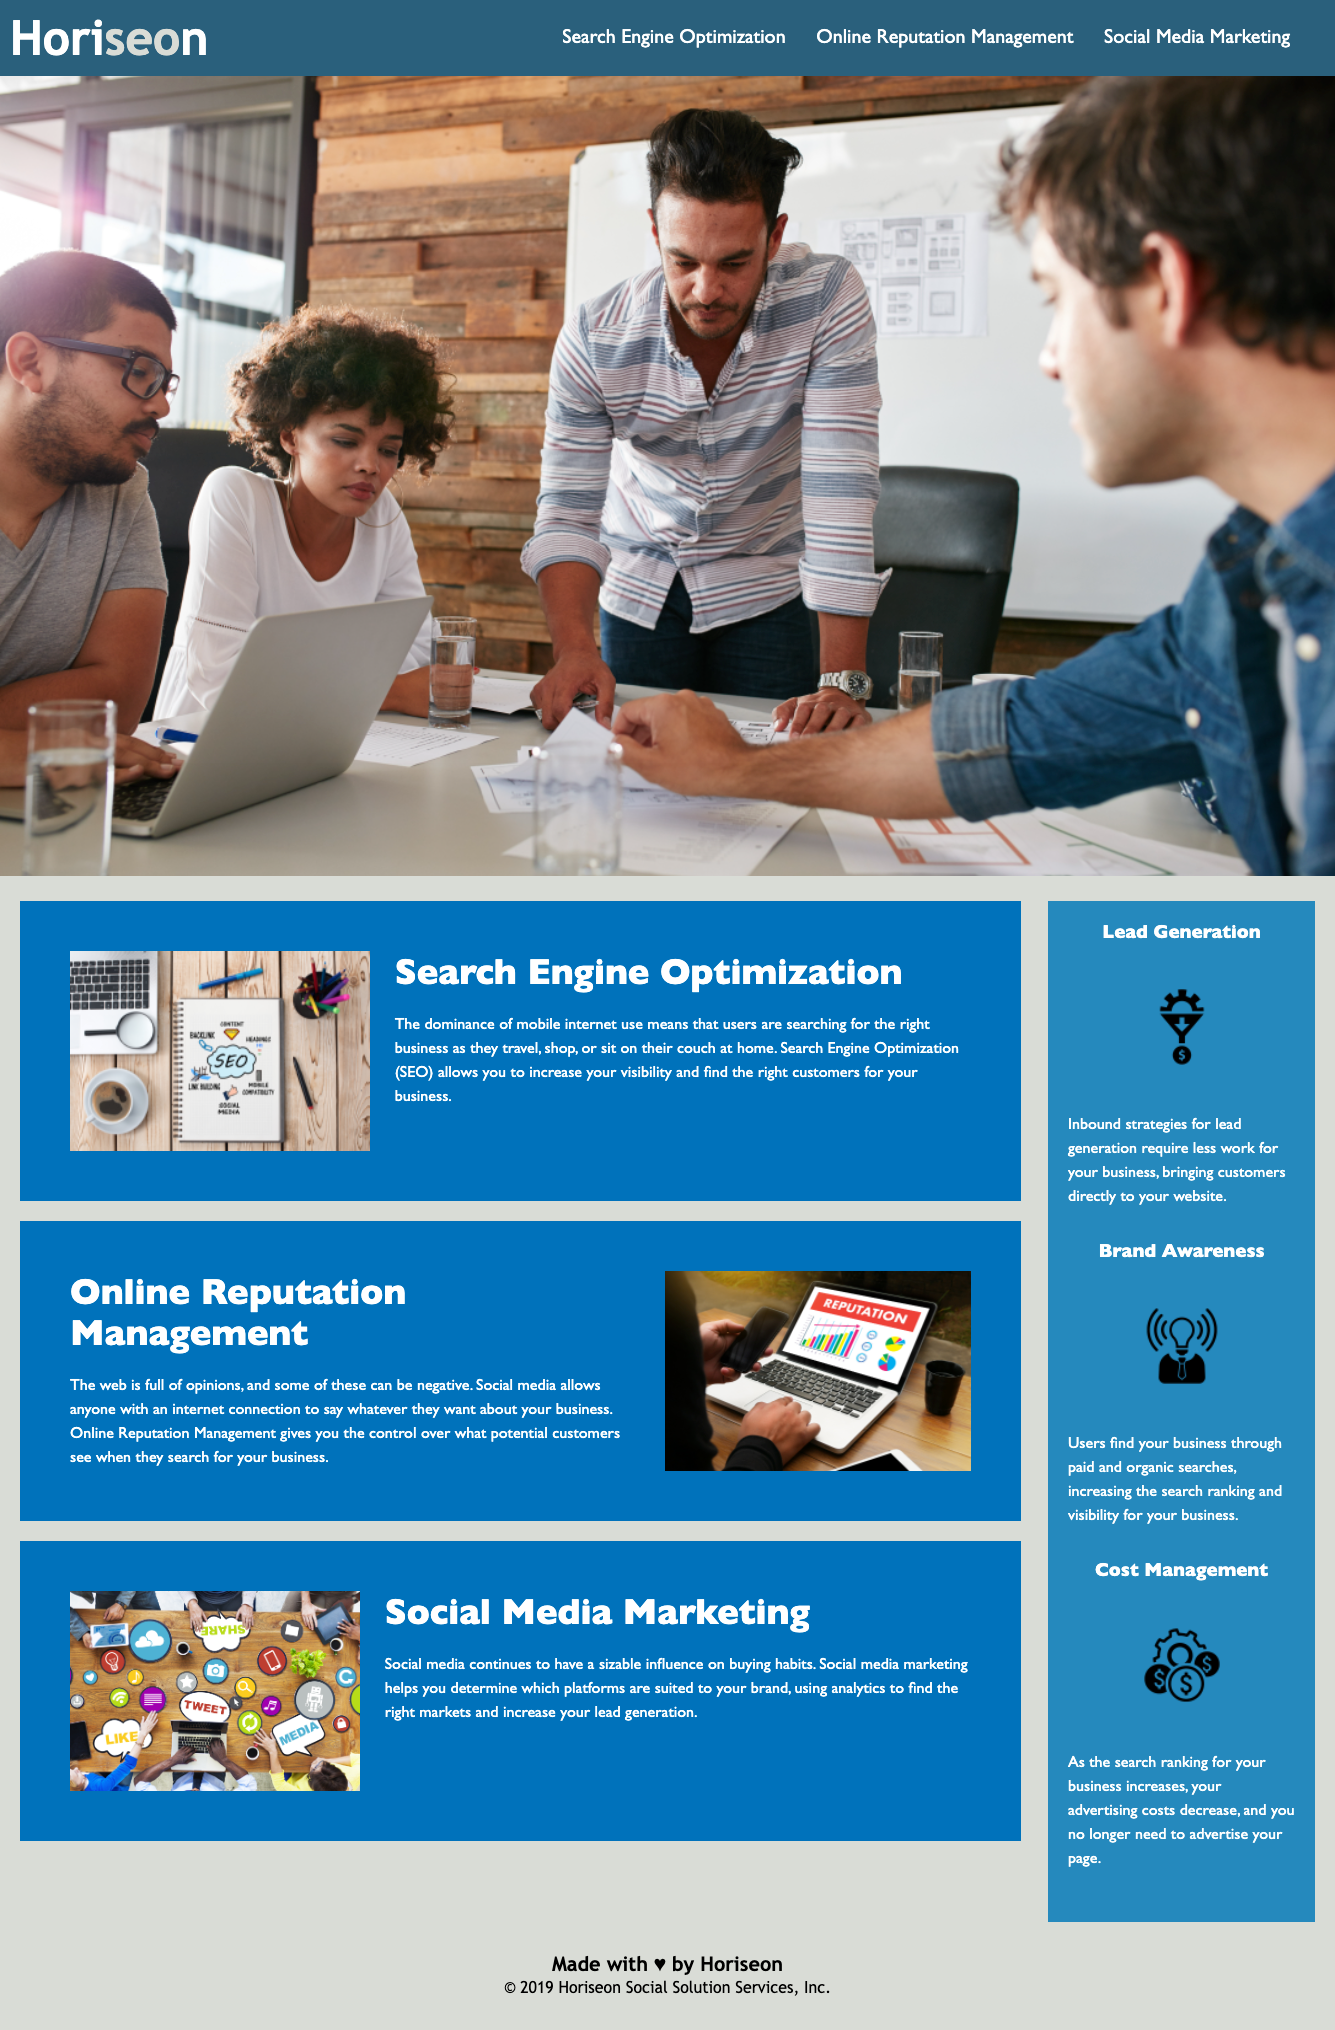 Horiseon
Search Engine Optimization
Online Reputation Management
Social Media Marketing
Search Engine Optimization
The dominance of mobile internet use means that users are searching for the right
business as they travel, shop, or sit on their couch at home. Search Engine Optimization
(SEO) allows you to increase your visibility and find the right customers for your
business.
CONTENT
BACKLINK
HEADINGS
SEO
LINK BUILDING
MOBILE
COMPATIBILITY
SOCIAL
MEDIA
Online Reputation
Management
The web is full of opinions, and some of these can be negative. Social media allows
anyone with an internet connection to say whatever they want about your business.
Online Reputation Management gives you the control over what potential customers
see when they search for your business.
REPUTATION
Social Media Marketing
Social media continues to have a sizable influence on buying habits. Social media marketing
helps you determine which platforms are suited to your brand, using analytics to find the
right markets and increase your lead generation.
SHARE
TWEET
LIKE
MEDIA
Lead Generation
$
Inbound strategies for lead
generation require less work for
your business, bringing customers
directly to your website.
Brand Awareness
Users find your business through
paid and organic searches,
increasing the search ranking and
visibility for your business.
Cost Management
$ $ $
As the search ranking for your
business increases, your
advertising costs decrease, and you
no longer need to advertise your
page.
Made with ♥ by Horiseon
© 2019 Horiseon Social Solution Services, Inc.